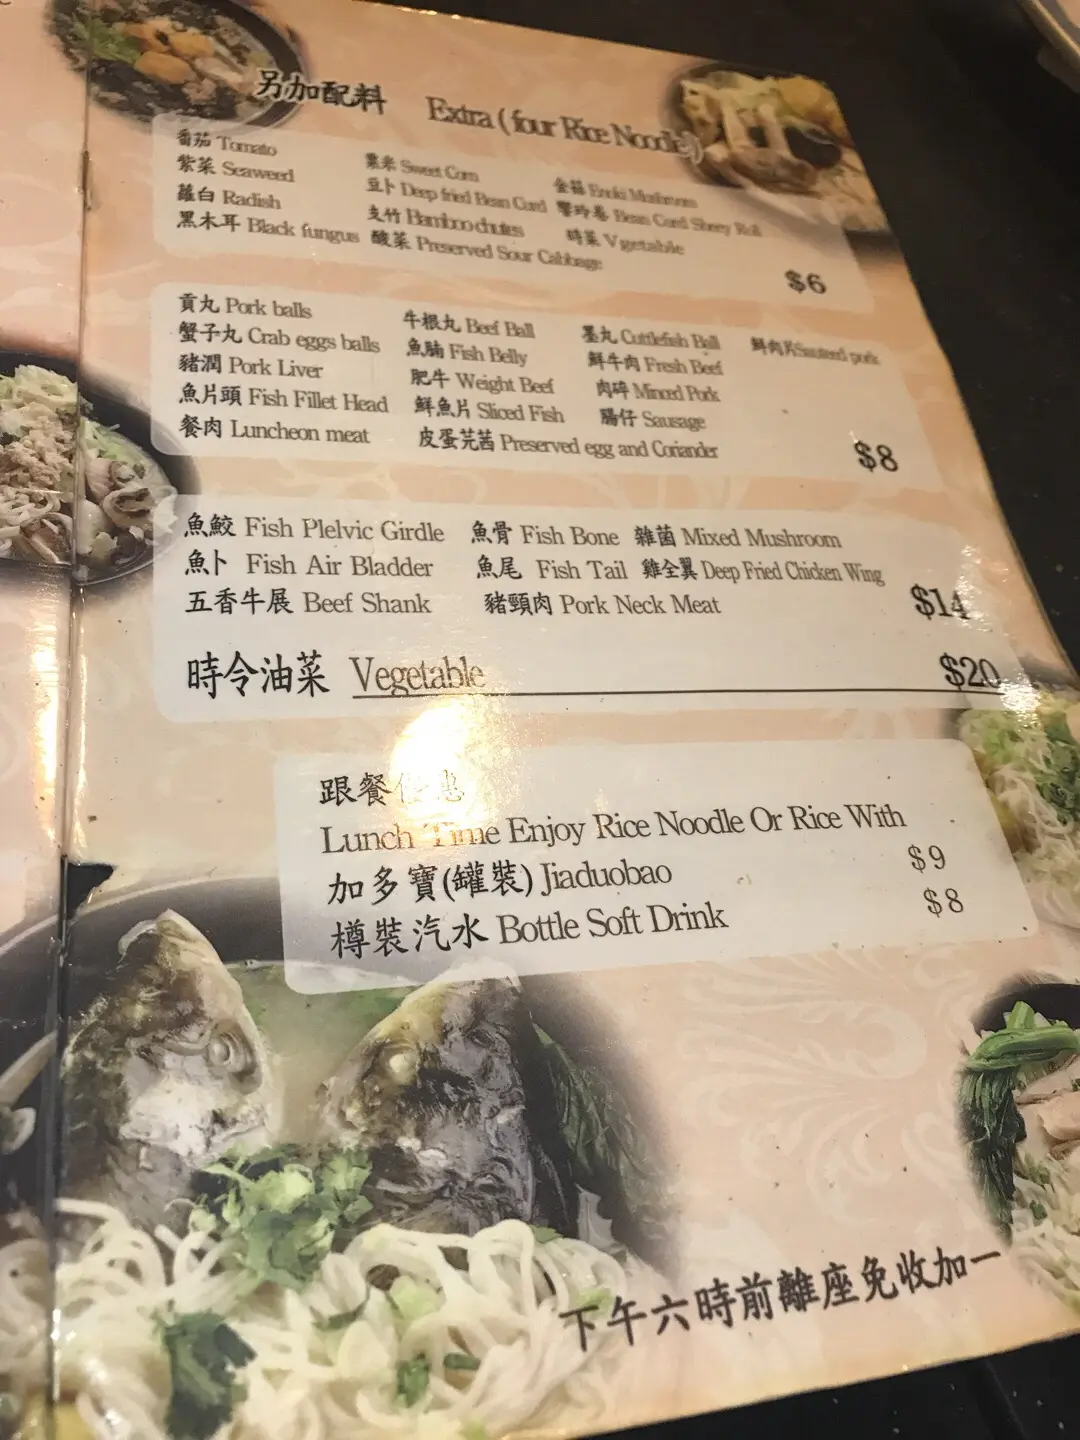 另加配料 Extra ( four Rice Noodle )
番茄 Tomato 粟米 Sweet Corn 金菇 Enoki Mushroom
紫菜 Seaweed 豆卜 Deep fried Bean Curd 響玲卷 Bean Curd Sheey Roll
蘿白 Radish 支竹 Bamboo chutes 時菜 Vgetable
黑木耳 Black fungus 酸菜 Preserved Sour Cabbage
$6
貢丸 Pork balls 牛根丸 Beef Ball 墨丸 Cuttlefish Ball 鮮肉片 Sauteed pork
蟹子丸 Crab eggs balls 魚腩 Fish Belly 鮮牛肉 Fresh Beef
豬潤 Pork Liver 肥牛 Weight Beef 肉碎 Minced Pork
魚片頭 Fish Fillet Head 鮮魚片 Sliced Fish 腸仔 Sausage
餐肉 Luncheon meat 皮蛋芫茜 Preserved egg and Coriander
$8
魚鮫 Fish Plelvic Girdle 魚骨 Fish Bone 雜菌 Mixed Mushroom
魚卜 Fish Air Bladder 魚尾 Fish Tail 雞全翼 Deep Fried Chicken Wing
五香牛展 Beef Shank 豬頸肉 Pork Neck Meat $14
時令油菜 Vegetable $20
跟餐優惠
Lunch Time Enjoy Rice Noodle Or Rice With
加多寶(罐裝) Jiaduobao $9
樽裝汽水 Bottle Soft Drink $8
下午六時前離座免收加一